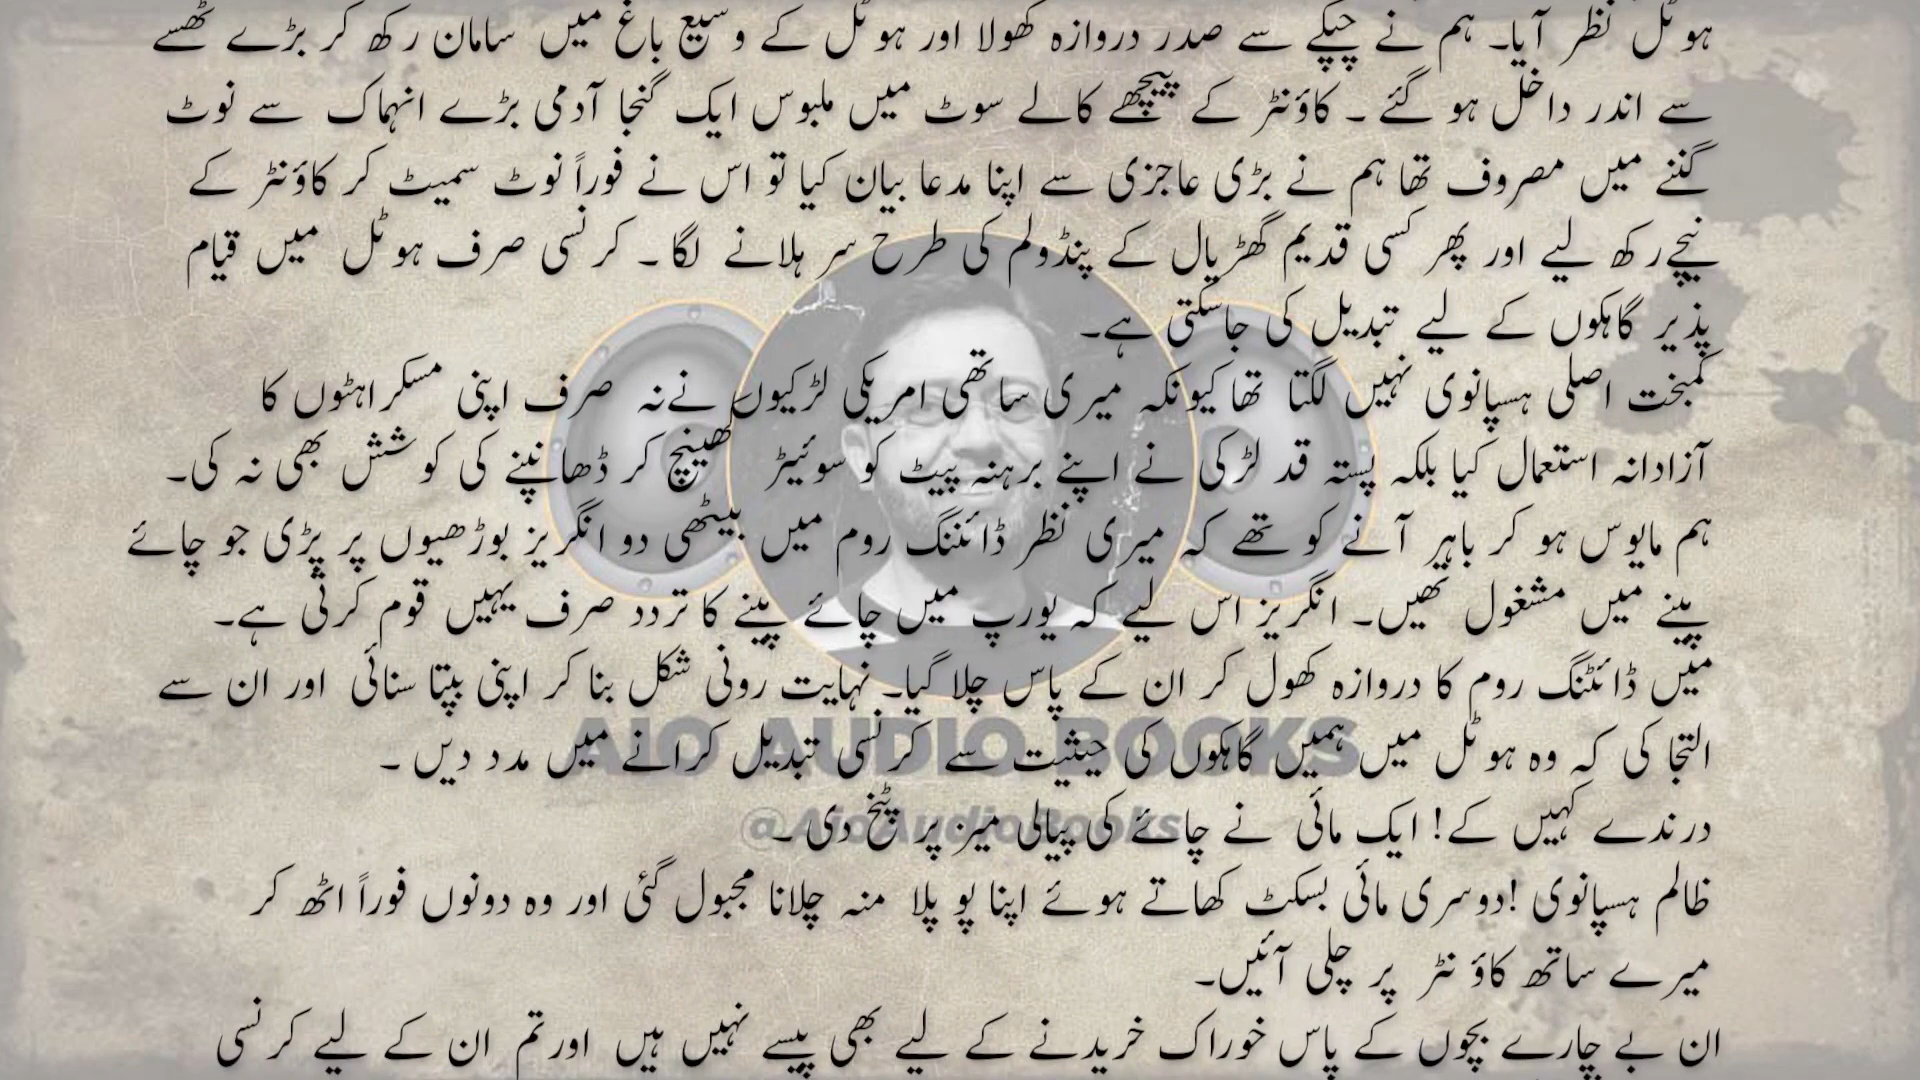 ہوٹل نظر آیا۔ ہم نے چپکے سے صدر دروازہ کھولا اور ہوٹل کے وسیع باغ میں سامان رکھ کر بڑے ٹھسے
سے اندر داخل ہو گئے ۔ کاؤنٹر کے پیچھے کالے سوٹ میں ملبوس ایک گنجا آدمی بڑے انہماک سے نوٹ
گننے میں مصروف تھا ہم نے بڑی عاجزی سے اپنا مدعا بیان کیا تو اس نے فوراً نوٹ سمیٹ کر کاؤنٹر کے
نیچے رکھ لیے اور پھر کسی قدیم گھڑیال کے پنڈولم کی طرح سر ہلانے لگا ۔ کرنسی صرف ہوٹل میں قیام
پذیر گاہکوں کے لیے تبدیل کی جاسکتی ہے۔
کمبخت اصلی ہسپانوی نہیں لگتا تھا کیونکہ میری ساتھی امریکی لڑکیوں نے نہ صرف اپنی مسکراہٹوں کا
آزادانہ استعمال کیا بلکہ پستہ قد لڑکی نے اپنے برہنہ پیٹ کو سوئیٹر کھینچ کر ڈھانپنے کی کوشش بھی نہ کی۔
ہم مایوس ہو کر باہر آنے کو تھے کہ میری نظر ڈائننگ روم میں بیٹھی دو انگریز بوڑھیوں پر پڑی جو چائے
پینے میں مشغول تھیں۔ انگریز اس لیے کہ یورپ میں چائے پینے کا تردد صرف یہیں قوم کرتی ہے۔
میں ڈائننگ روم کا دروازہ کھول کر ان کے پاس چلا گیا۔ نہایت رونی شکل بنا کر اپنی بپتا سنائی اور ان سے
التجا کی کہ وہ ہوٹل میں ہمیں گاہکوں کی حیثیت سے کرنسی تبدیل کرانے میں مدد دیں ۔
AIO AUDIO BOOKS
درندے کہیں کے! ایک مائی نے چائے کی پیالی میز پر پٹخ دی ۔
@Aio Audio Books
ظالم ہسپانوی !دوسری مائی بسکٹ کھاتے ہوئے اپنا پو پلا منہ چلانا مجبول گئی اور وہ دونوں فوراً اٹھ کر
میرے ساتھ کاؤ نٹر پر چلی آئیں۔
ان بے چارے بچوں کے پاس خوراک خریدنے کے لیے بھی پیسے نہیں ہیں اور تم ان کے لیے کرنسی